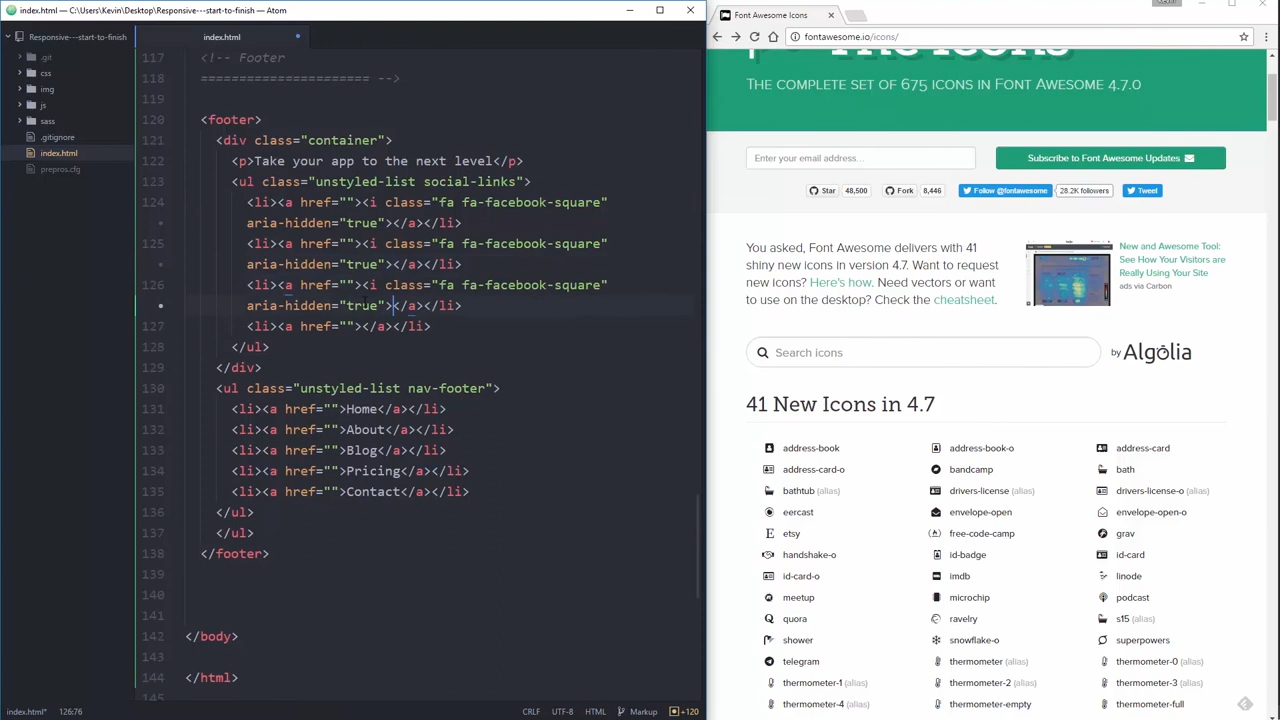 index.html — C:\Users\Kevin\Desktop\Responsive---start-to-finish — Atom
Responsive---start-to-finish
.git
css
img
js
sass
.gitignore
index.html
prepros.cfg
index.html
117 <!-- Footer
118 ====================== -->
119
120 <footer>
121 <div class="container">
122 <p>Take your app to the next level</p>
123 <ul class="unstyled-list social-links">
124 <li><a href=""><i class="fa fa-facebook-square"
aria-hidden="true"></a></li>
125 <li><a href=""><i class="fa fa-facebook-square"
aria-hidden="true"></a></li>
126 <li><a href=""><i class="fa fa-facebook-square"
aria-hidden="true"></a></li>
127 <li><a href=""></a></li>
128 </ul>
129 </div>
130 <ul class="unstyled-list nav-footer">
131 <li><a href="">Home</a></li>
132 <li><a href="">About</a></li>
133 <li><a href="">Blog</a></li>
134 <li><a href="">Pricing</a></li>
135 <li><a href="">Contact</a></li>
136 </ul>
137 </ul>
138 </footer>
139
140
141
142 </body>
143
144 </html>
145
index.html* 126:76 CRLF UTF-8 HTML Markup +120
Font Awesome Icons
Kevin
fontawesome.io/icons/
The Icons
The complete set of 675 icons in Font Awesome 4.7.0
Enter your email address... Subscribe to Font Awesome Updates
Star 48,500 Fork 8,446 Follow @fontawesome 28.2K followers Tweet
You asked, Font Awesome delivers with 41
shiny new icons in version 4.7. Want to
request new icons? Here's how. Need vectors or want
to use on the desktop? Check the cheatsheet.
New and Awesome Tool:
See How Your Visitors are
Really Using Your Site
ads via Carbon
Search icons by Algolia
41 New Icons in 4.7
address-book address-book-o address-card
address-card-o bandcamp bath
bathtub (alias) drivers-license (alias) drivers-license-o (alias)
eercast envelope-open envelope-open-o
etsy free-code-camp grav
handshake-o id-badge id-card
id-card-o imdb linode
meetup microchip podcast
quora ravelry s15 (alias)
shower snowflake-o superpowers
telegram thermometer (alias) thermometer-0 (alias)
thermometer-1 (alias) thermometer-2 (alias) thermometer-3 (alias)
thermometer-4 (alias) thermometer-empty thermometer-full